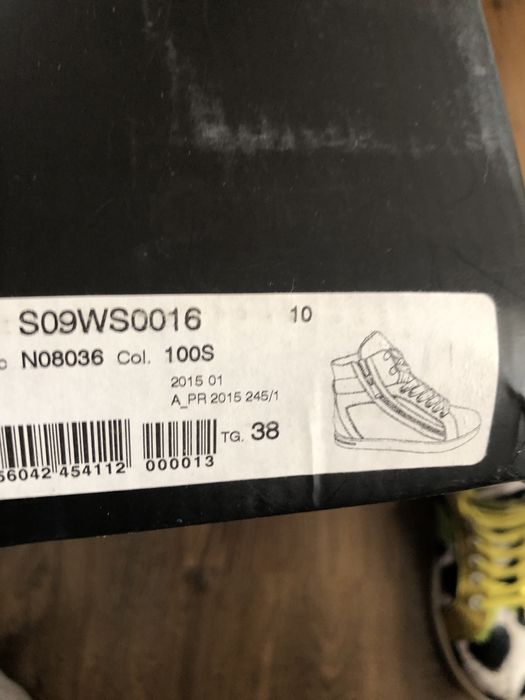 S09WS0016 10
N08036 Col. 100S
2015 01
A_PR 2015 245/1
TG. 38
56042 454112 000013